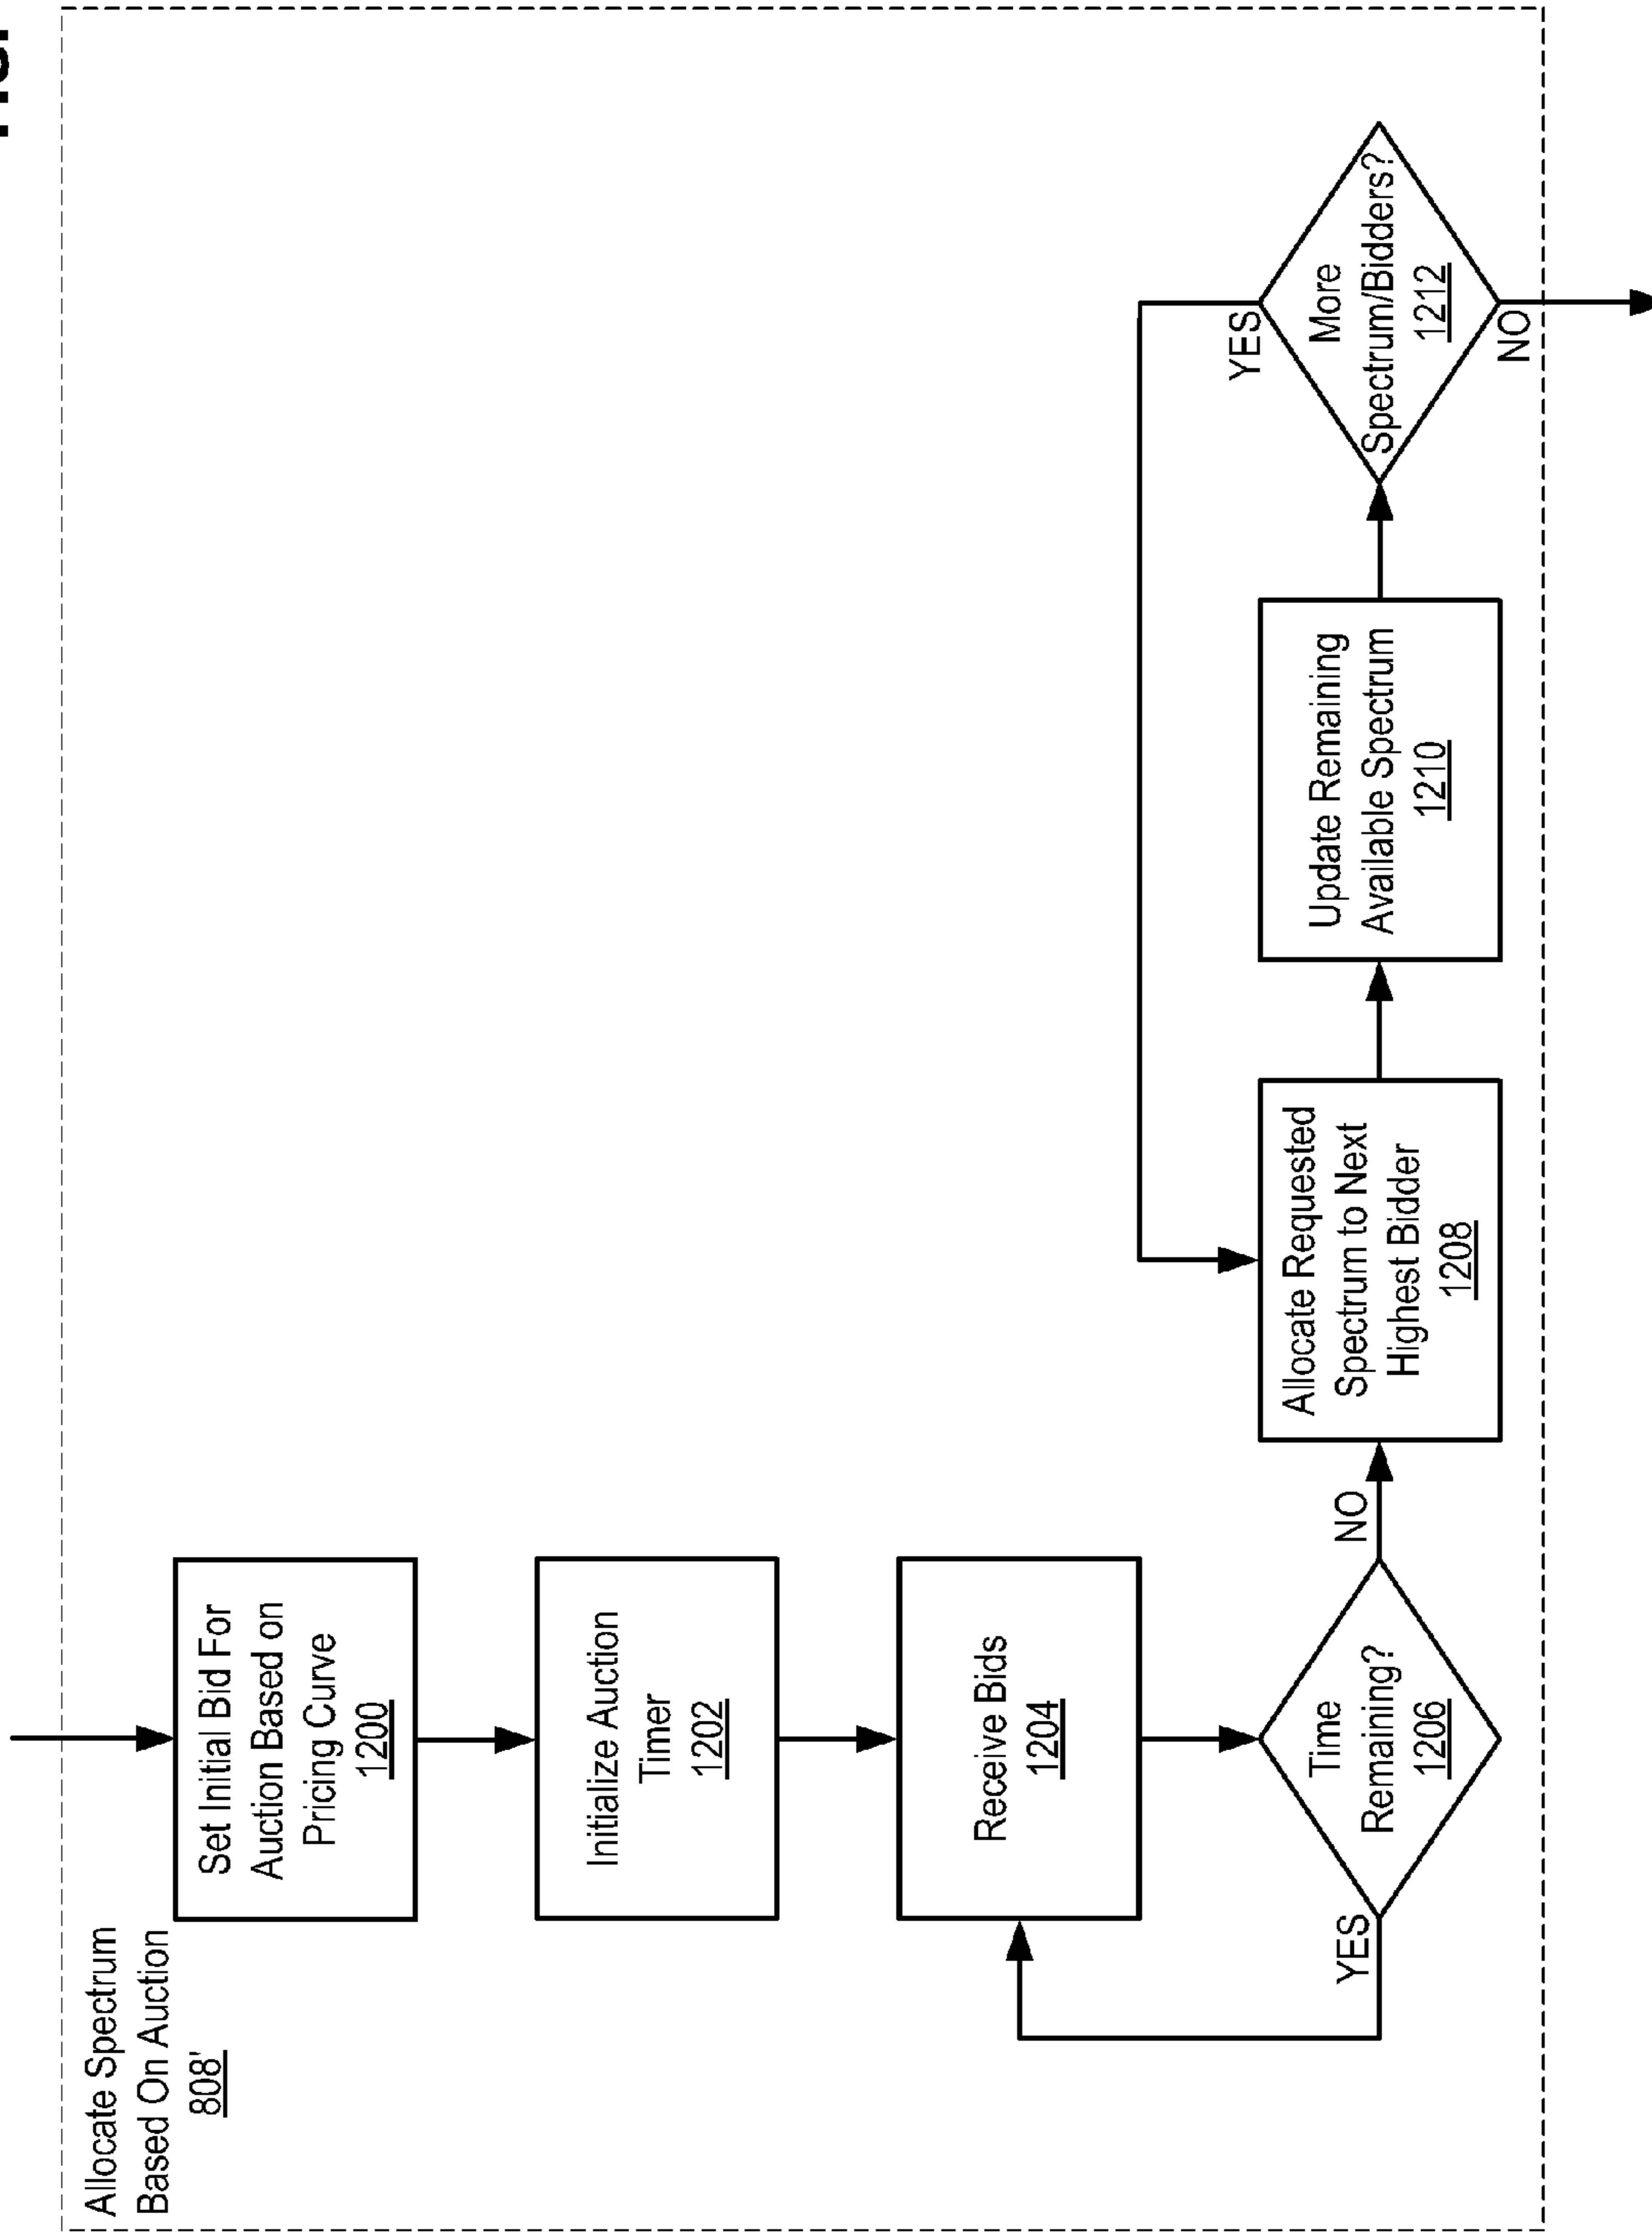 Allocate Spectrum
Based On Auction
808'
Set Initial Bid For
Auction Based on
Pricing Curve
1200
Initialize Auction
Timer
1202
Receive Bids
1204
Time
Remaining?
1206
YES
NO
Allocate Requested
Spectrum to Next
Highest Bidder
1208
Update Remaining
Available Spectrum
1210
More
Spectrum/Bidders?
1212
YES
NO